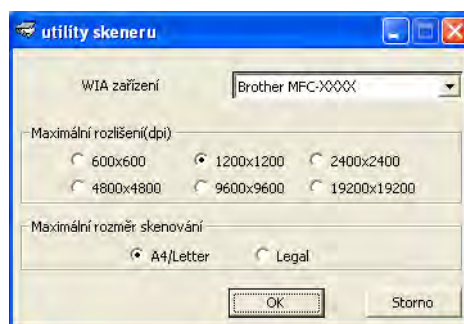 utility skeneru
WIA zařízení
Brother MFC-XXXX
Maximální rozlišení(dpi)
600x600 1200x1200 2400x2400
4800x4800 9600x9600 19200x19200
Maximální rozměr skenování
A4/Letter Legal
OK Storno